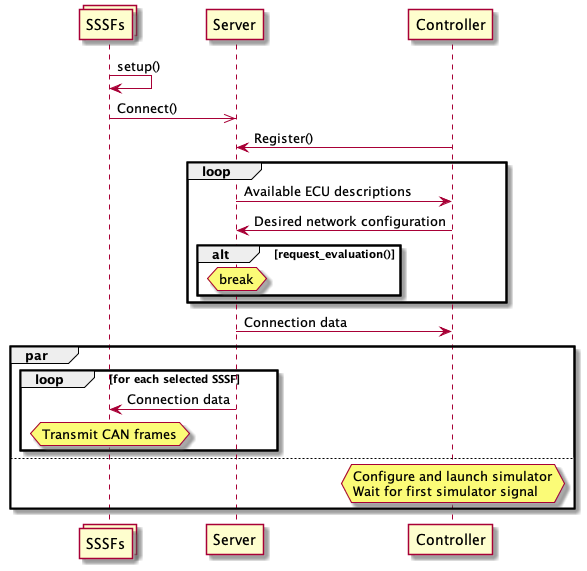 SSSFs
Server
Controller
setup()
Connect()
Register()
loop
Available ECU descriptions
Desired network configuration
alt
[request_evaluation()]
break
Connection data
par
loop
[for each selected SSSF]
Connection data
Transmit CAN frames
Configure and launch simulator
Wait for first simulator signal
SSSFs
Server
Controller